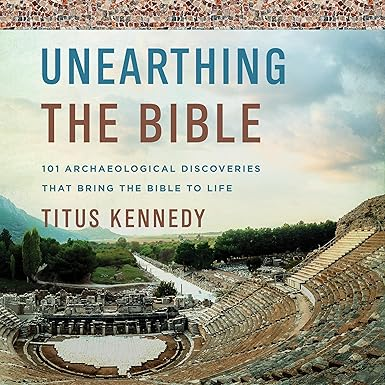 UNEARTHING
THE BIBLE
101 ARCHAEOLOGICAL DISCOVERIES
THAT BRING THE BIBLE TO LIFE
TITUS KENNEDY